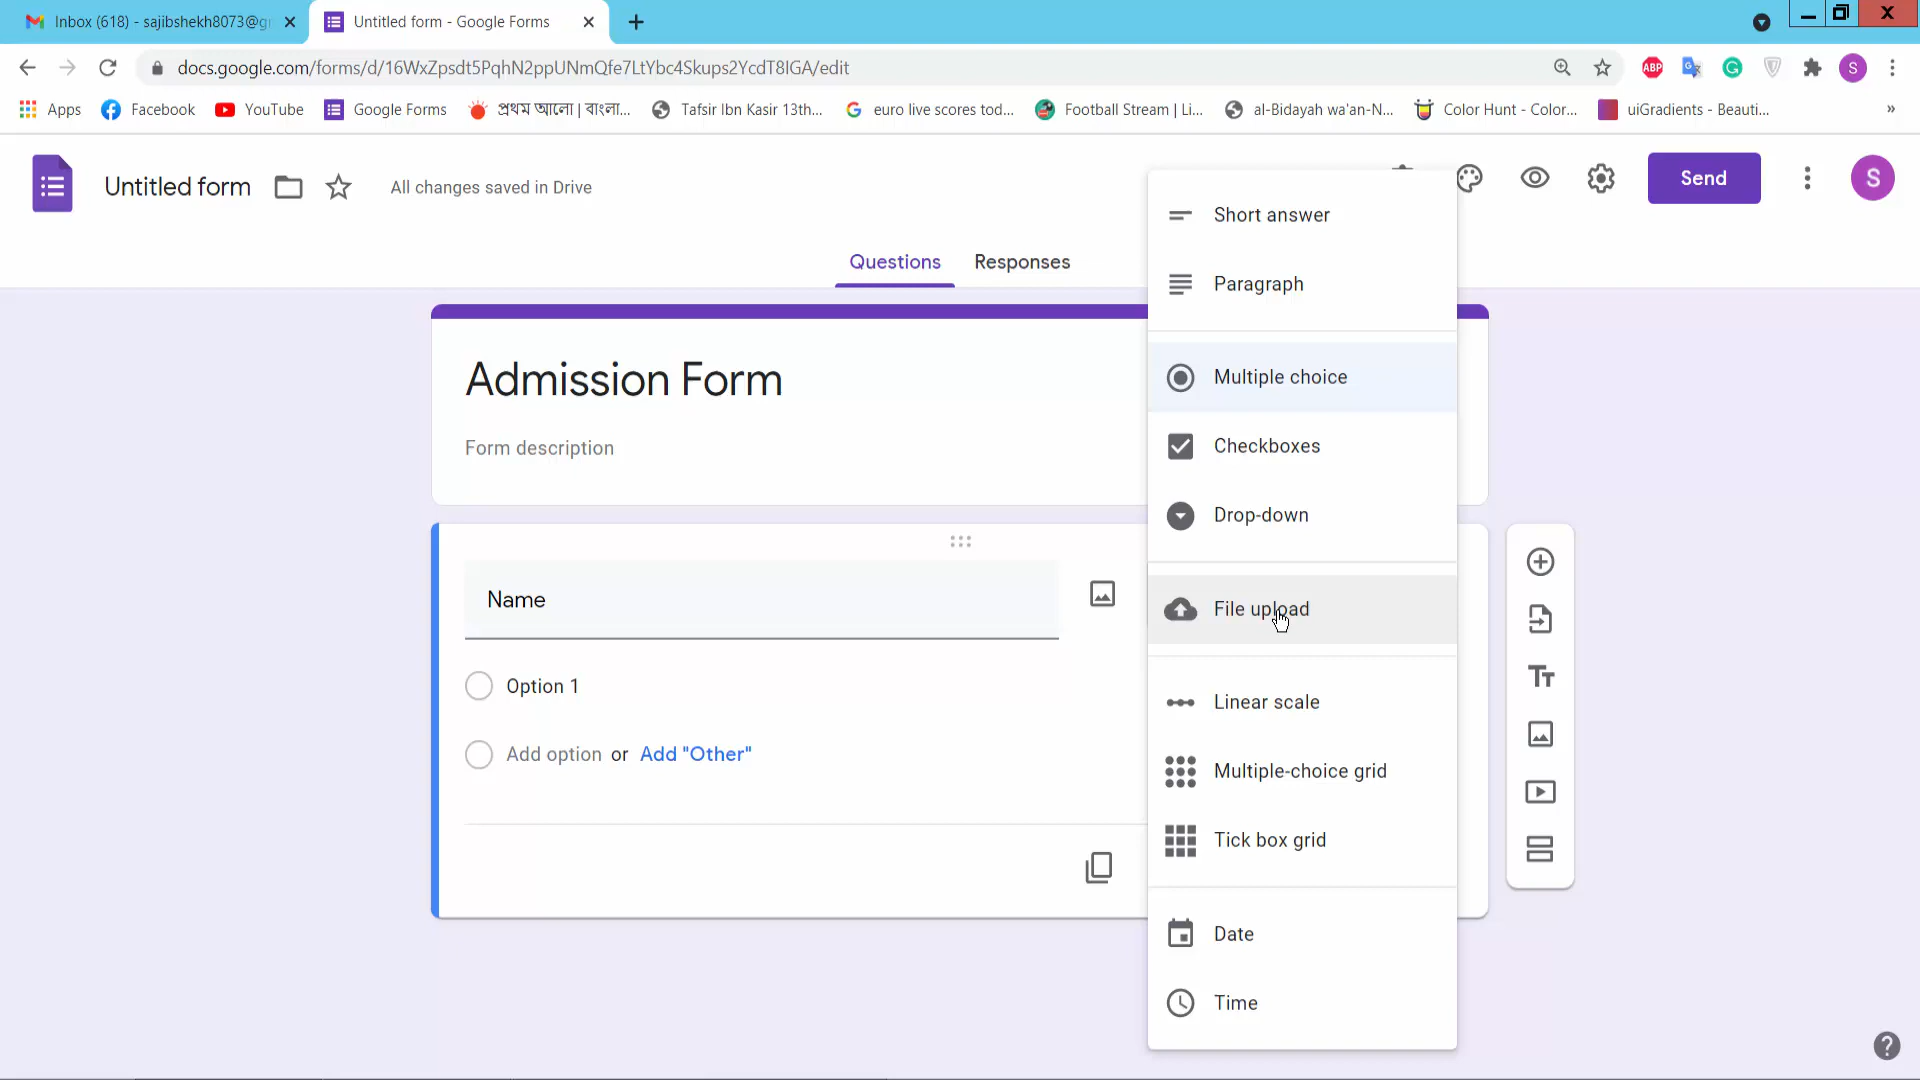 Inbox (618) - sajibshekh8073@g
Untitled form - Google Forms
docs.google.com/forms/d/16WxZpsdt5PqhN2ppUNmQfe7LtYbc4Skups2YcdT8IGA/edit
ABP
S
Apps
Facebook
YouTube
Google Forms
প্রথম আলো | বাংলা...
Tafsir Ibn Kasir 13th...
euro live scores tod...
Football Stream | Li...
al-Bidayah wa'an-N...
Color Hunt - Color...
uiGradients - Beauti...
»
Untitled form
All changes saved in Drive
Send
S
Questions
Responses
Admission Form
Form description
Name
Option 1
Add option or Add "Other"
Short answer
Paragraph
Multiple choice
Checkboxes
Drop-down
File upload
Linear scale
Multiple-choice grid
Tick box grid
Date
Time
Tт
?